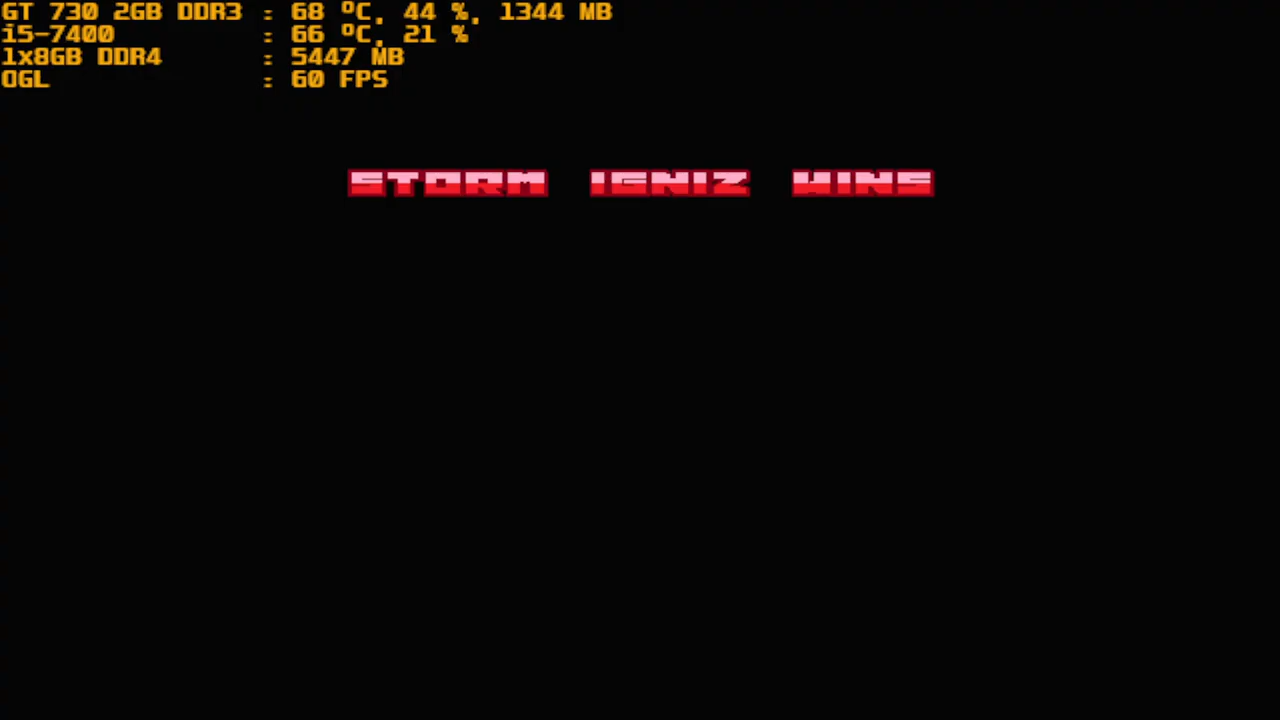 GT 730 2GB DDR3 : 68 ºC, 44 %, 1344 MB
i5-7400 : 66 ºC, 21 %
1x8GB DDR4 : 5447 MB
OGL : 60 FPS
STORM IGNIZ WINS